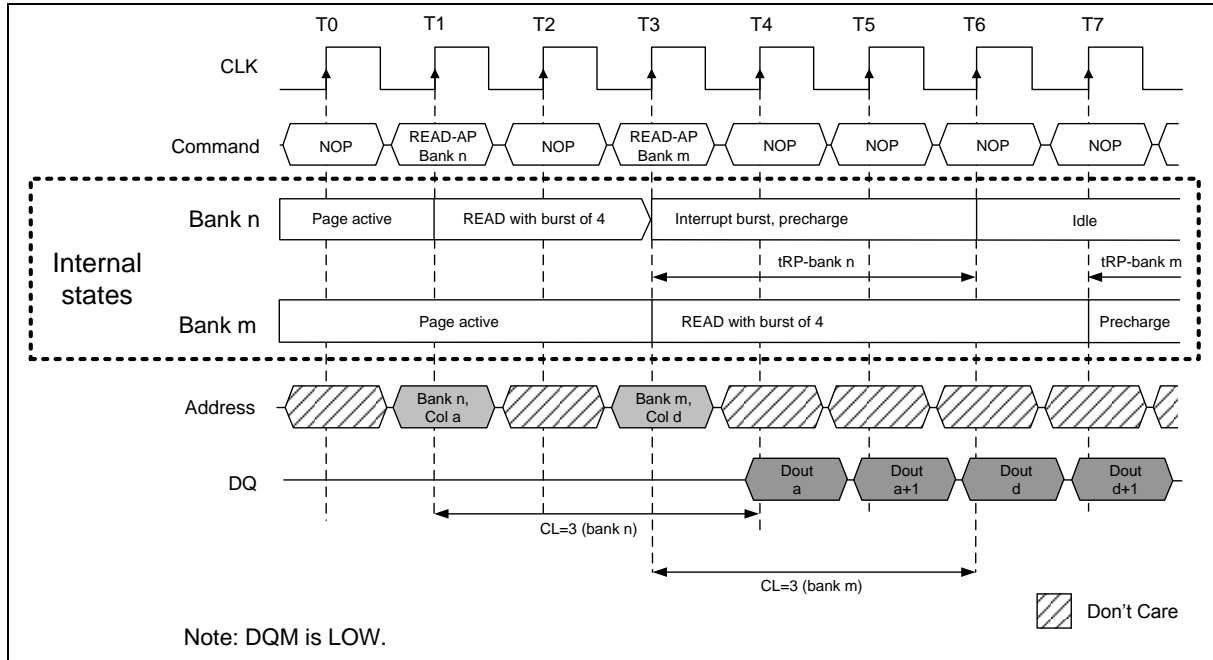 T0 T1 T2 T3 T4 T5 T6 T7
CLK
Command
NOP
READ-AP
Bank n
NOP
READ-AP
Bank m
NOP
NOP
NOP
NOP
Internal
states
Bank n
Page active
READ with burst of 4
Interrupt burst, precharge
Idle
tRP-bank n
tRP-bank m
Bank m
Page active
READ with burst of 4
Precharge
Address
Bank n,
Col a
Bank m,
Col d
DQ
Dout
a
Dout
a+1
Dout
d
Dout
d+1
CL=3 (bank n)
CL=3 (bank m)
Don't Care
Note: DQM is LOW.